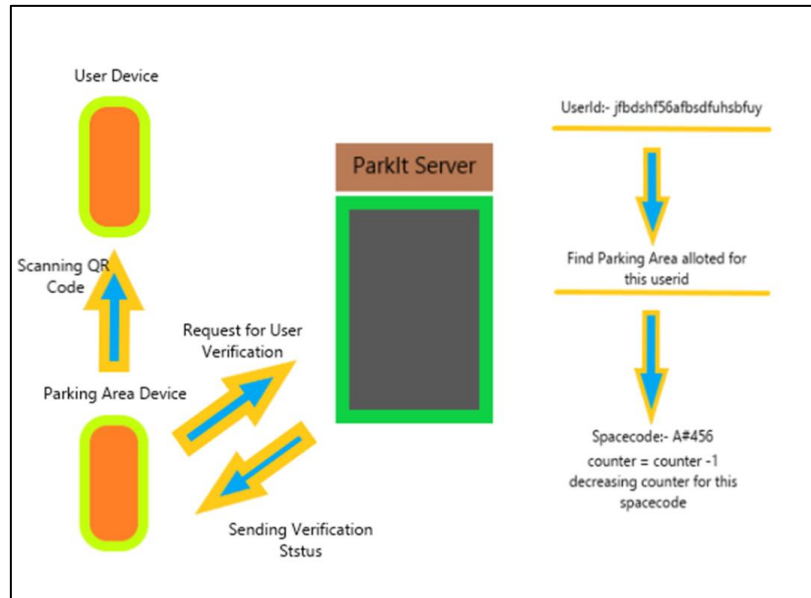 User Device
Scanning QR
Code
Parking Area Device
Request for User
Verification
Sending Verification
Ststus
ParkIt Server
UserId:- jfbdshf56afbsdfuhsbfuy
Find Parking Area alloted for
this userid
Spacecode:- A#456
counter = counter -1
decreasing counter for this
spacecode